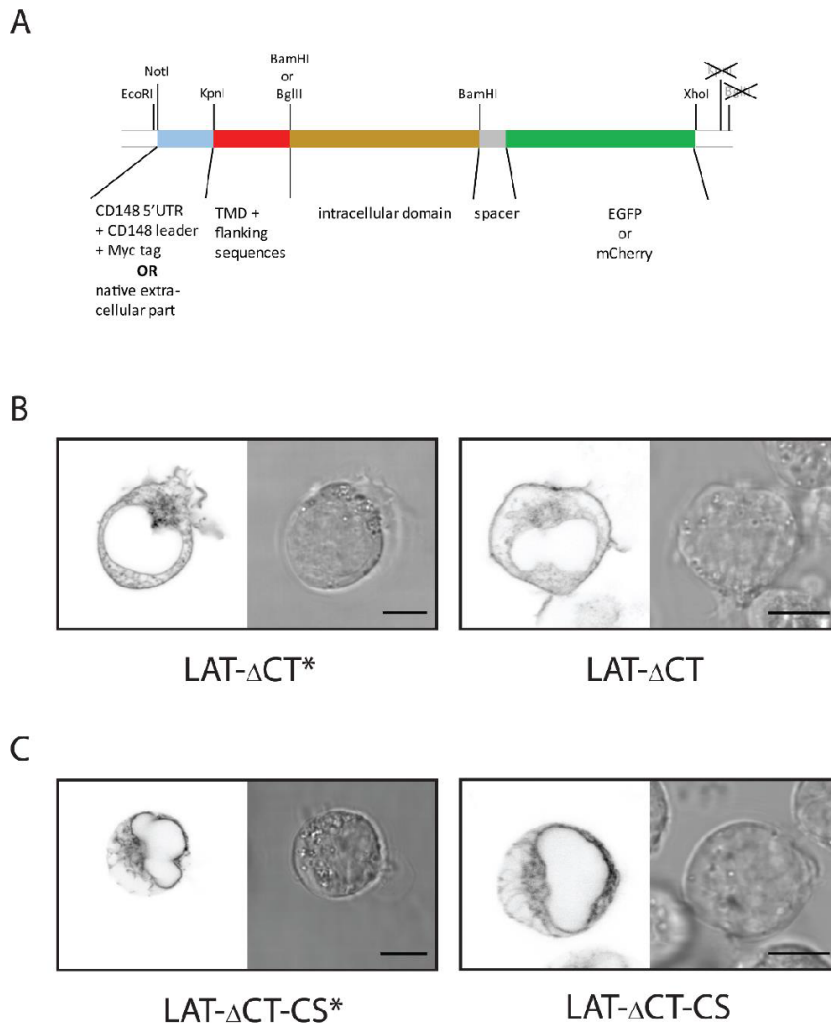 A
NotI
EcoRI
KpnI
BamHI
or
BglII
BamHI
XhoI
CD148 5'UTR
+ CD148 leader
+ Myc tag
OR
native extra-
cellular part
TMD +
flanking
sequences
intracellular domain
spacer
EGFP
or
mCherry
B
LAT-ΔCT*
LAT-ΔCT
C
LAT-ΔCT-CS*
LAT-ΔCT-CS